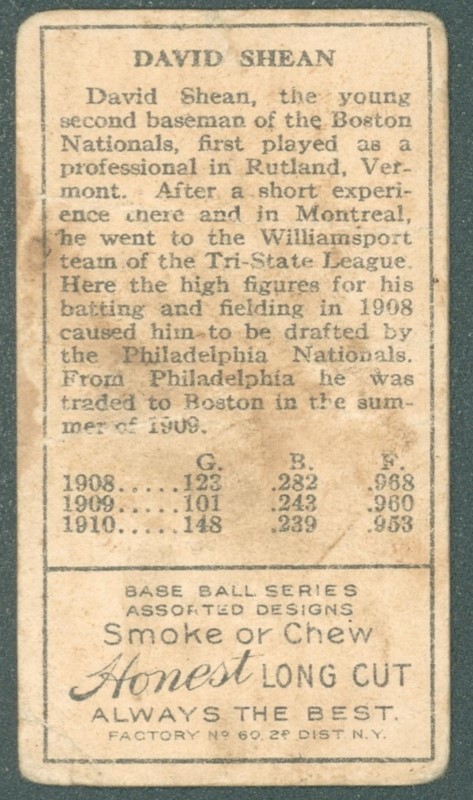 DAVID SHEAN
David Shean, the young
second baseman of the Boston
Nationals, first played as a
professional in Rutland, Ver-
mont. After a short experi-
ence there and in Montreal,
he went to the Williamsport
team of the Tri-State League.
Here the high figures for his
batting and fielding in 1908
caused him to be drafted by
the Philadelphia Nationals.
From Philadelphia he was
traded to Boston in the sum-
mer of 1909.
G. B. F.
1908.....123 .282 .968
1909.....101 .243 .960
1910.....148 .239 .953
BASE BALL SERIES
ASSORTED DESIGNS
Smoke or Chew
Honest LONG CUT
ALWAYS THE BEST.
FACTORY Nº 60, 2ᴰ DIST N.Y.